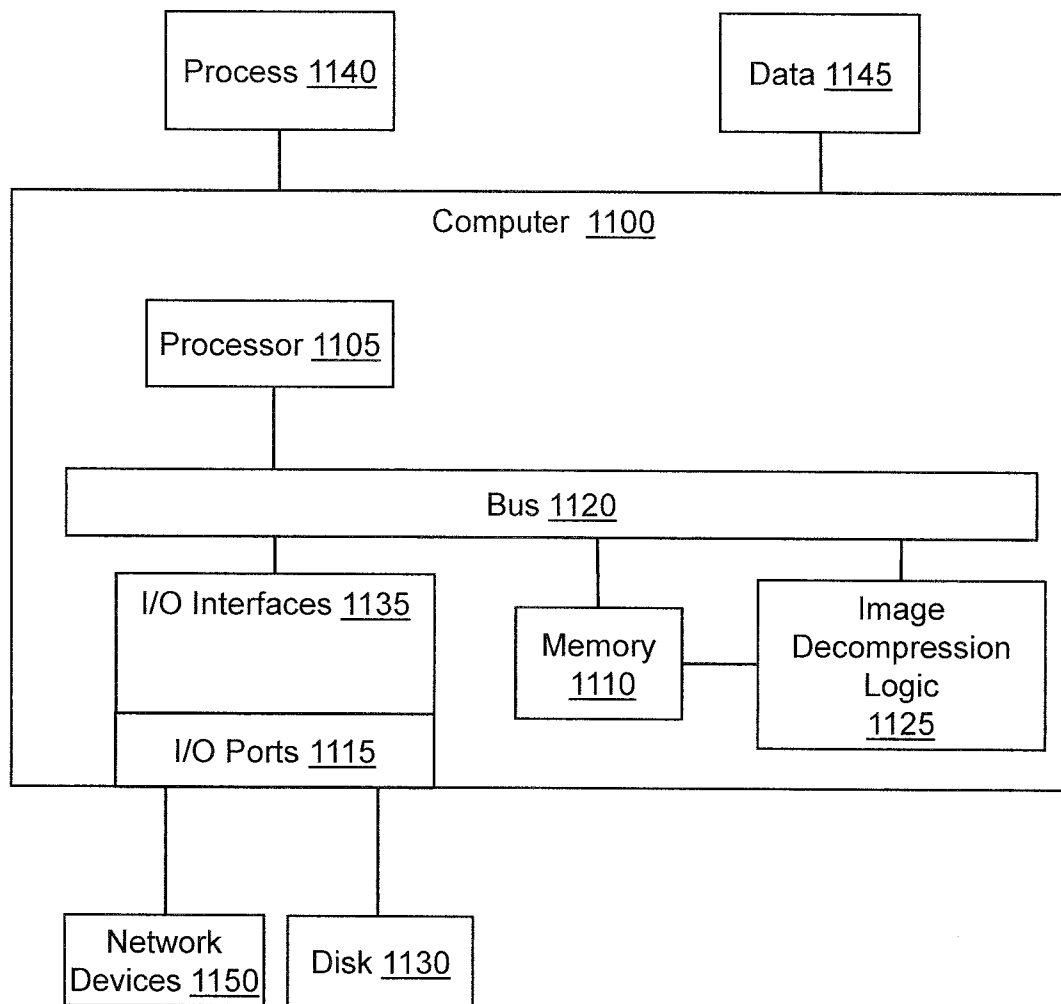 Process 1140
Data 1145
Computer 1100
Processor 1105
Bus 1120
I/O Interfaces 1135
Memory
1110
Image
Decompression
Logic
1125
I/O Ports 1115
Network
Devices 1150
Disk 1130